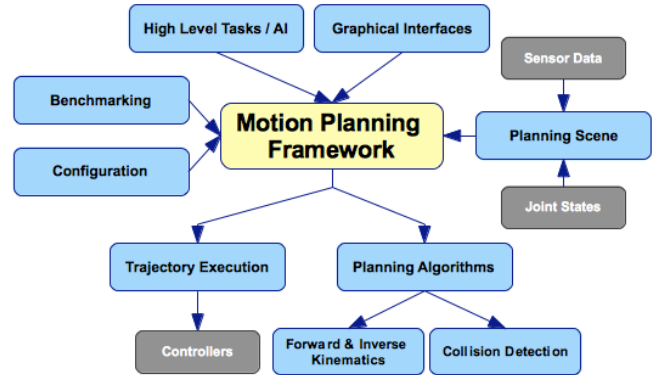 High Level Tasks / AI
Graphical Interfaces
Sensor Data
Benchmarking
Motion Planning
Framework
Planning Scene
Configuration
Joint States
Trajectory Execution
Planning Algorithms
Controllers
Forward & Inverse
Kinematics
Collision Detection